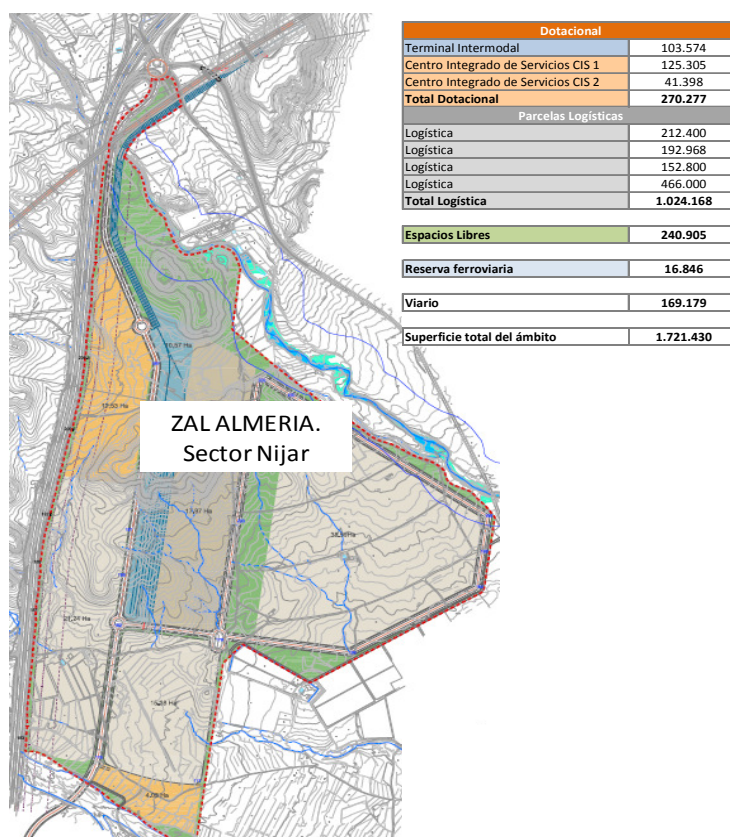 Dotacional
Terminal Intermodal 103.574
Centro Integrado de Servicios CIS 1 125.305
Centro Integrado de Servicios CIS 2 41.398
Total Dotacional 270.277
Parcelas Logísticas
Logística 212.400
Logística 192.968
Logística 152.800
Logística 466.000
Total Logística 1.024.168
Espacios Libres 240.905
Reserva ferroviaria 16.846
Viario 169.179
Superficie total del ámbito 1.721.430
ZAL ALMERIA.
Sector Nijar